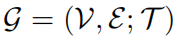 𝒢 = (𝒱, ℰ; 𝒯)